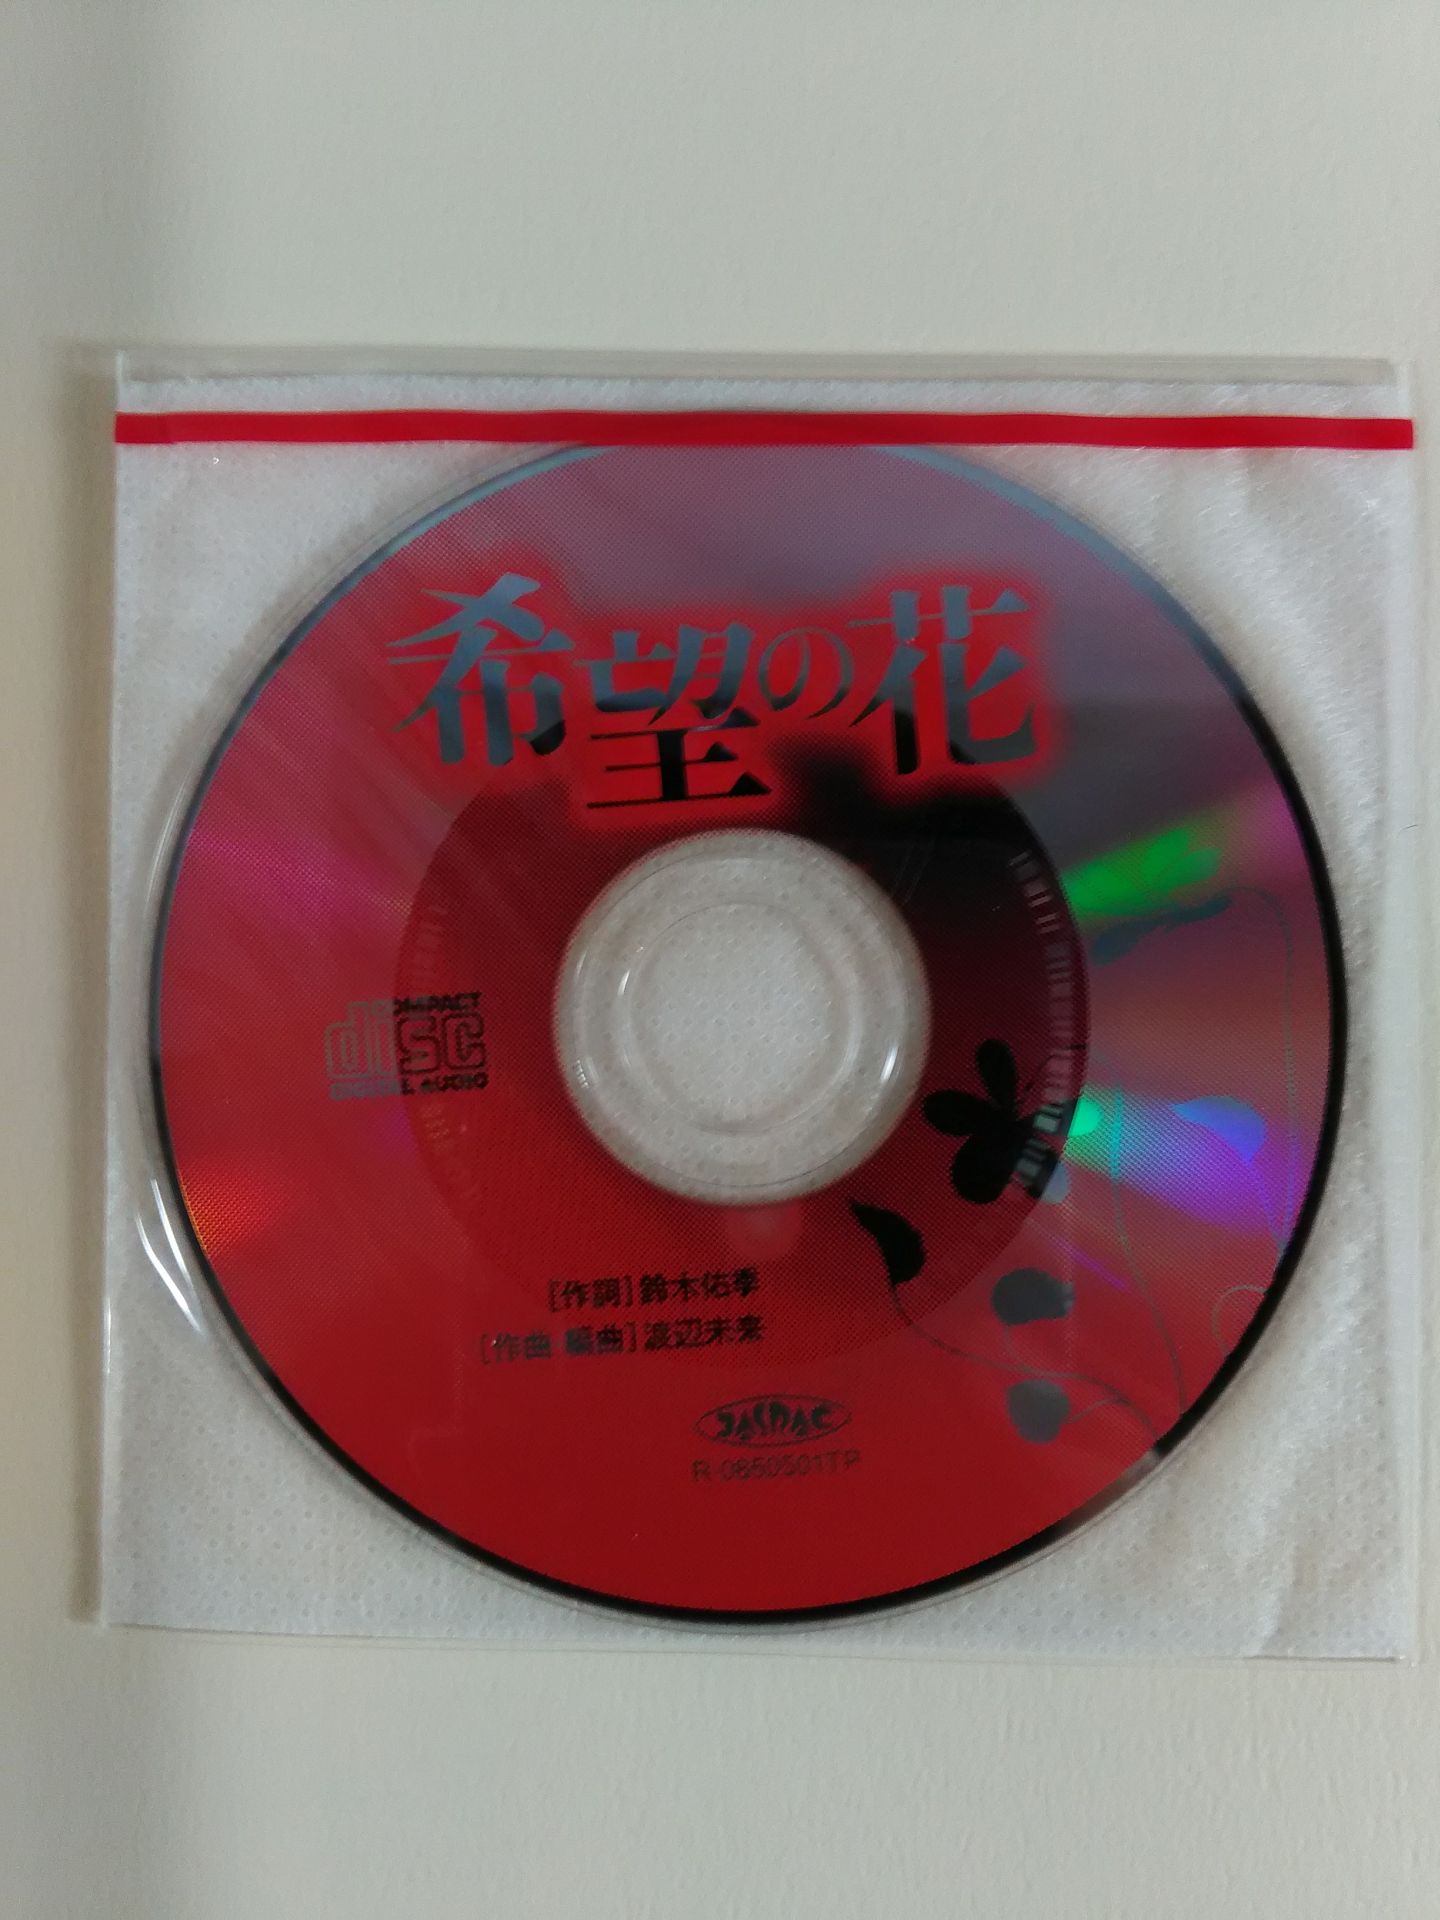 希望の花
COMPACT
disc
DIGITAL AUDIO
[作詞] 鈴木佑季
[作曲・編曲] 渡辺未来
JASRAC
R-0850501TP